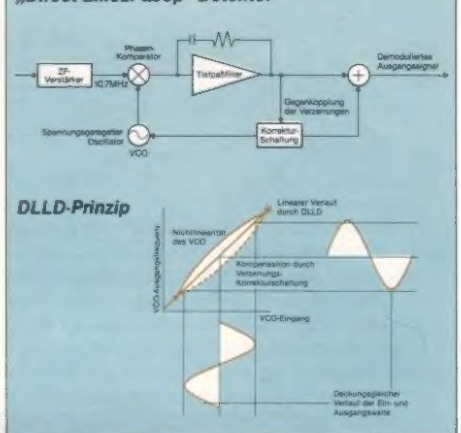 „Direct Linear Loop“-Detektor
Phasen-
Komparator
ZF-
Verstärker
10.7MHz
Tiefpaßfilter
Demoduliertes
Ausgangssignal
Gegenkopplung
der Verzerrungen
Spannungsgeregelter
Oscillator
VCO
Korrektur-
Schaltung
DLLD-Prinzip
Linearer Verlauf
durch DLLD
Nichtlinearität
des VCO
VCO-Ausgangsfrequenz
Kompensation durch
Verzerrungs-
Korrekturschaltung
VCO-Eingang
Deckungsgleicher
Verlauf der Ein- und
Ausgangswerte